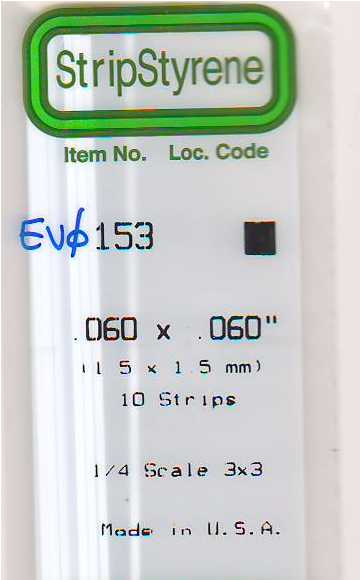 StripStyrene
Item No. Loc. Code
EVØ153
.060 x .060"
(1.5 x 1.5 mm)
10 Strips
1/4 Scale 3x3
Made in U.S.A.